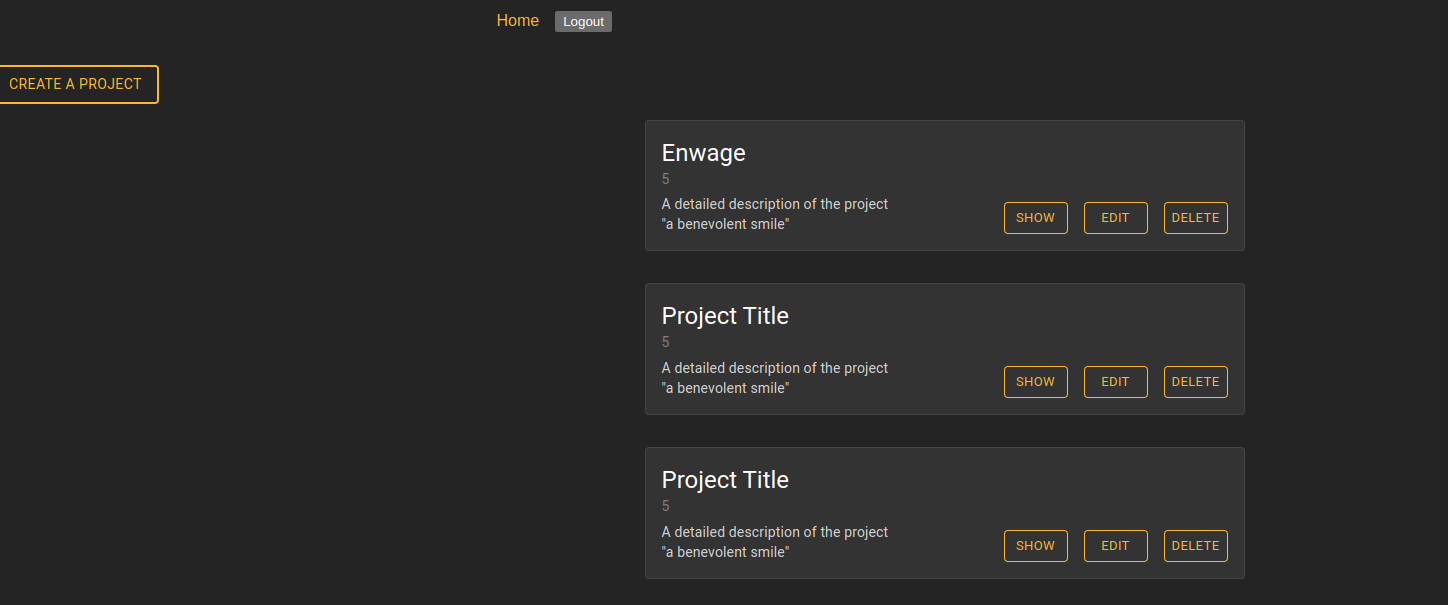 Home Logout
CREATE A PROJECT
Enwage
5
A detailed description of the project
"a benevolent smile"
SHOW EDIT DELETE
Project Title
5
A detailed description of the project
"a benevolent smile"
SHOW EDIT DELETE
Project Title
5
A detailed description of the project
"a benevolent smile"
SHOW EDIT DELETE